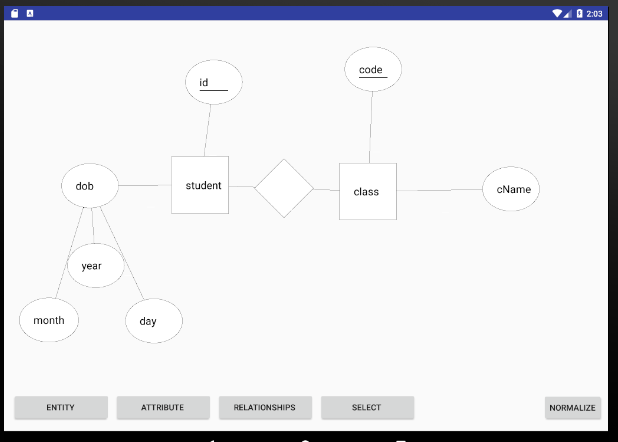 2:03
id
code
dob
student
class
cName
year
month
day
ENTITY
ATTRIBUTE
RELATIONSHIPS
SELECT
NORMALIZE